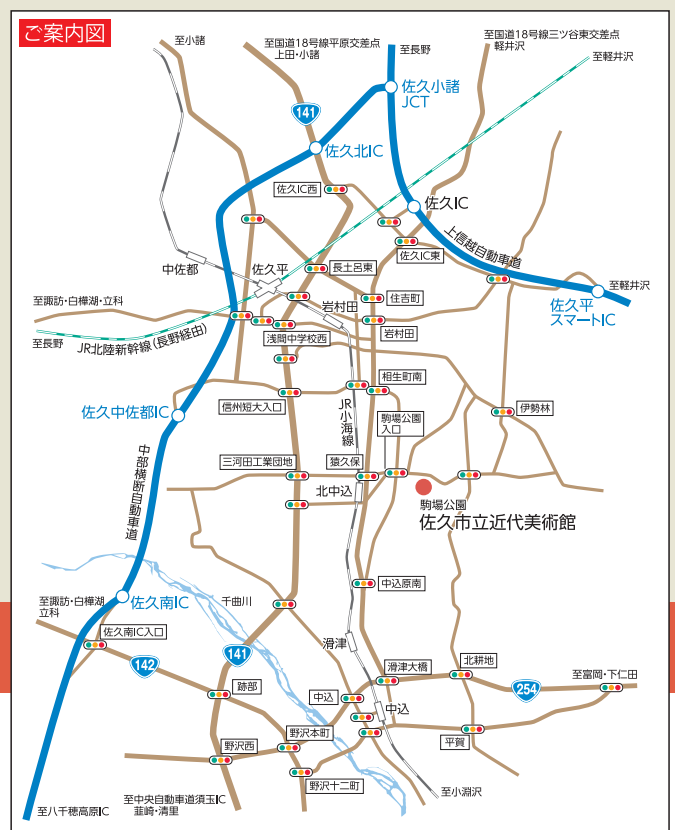 ご案内図
至小諸
至国道18号線平原交差点
上田・小諸
至長野
至国道18号線三ツ谷東交差点
軽井沢
至軽井沢
佐久小諸
JCT
141
佐久北IC
佐久IC西
佐久IC
上信越自動車道
佐久IC東
中佐都
佐久平
長土呂東
至軽井沢
佐久平
スマートIC
至諏訪・白樺湖・立科
住吉町
岩村田
岩村田
至長野
JR北陸新幹線(長野経由)
浅間中学校西
相生町南
信州短大入口
JR小海線
駒場公園
入口
伊勢林
佐久中佐都IC
中部横断自動車道
三河田工業団地
猿久保
北中込
駒場公園
佐久市立近代美術館
中込原南
至諏訪・白樺湖
立科
佐久南IC
千曲川
佐久南IC入口
142
141
滑津
滑津大橋
北耕地
至富岡・下仁田
254
跡部
中込
中込
野沢本町
野沢西
平賀
野沢十二町
至小淵沢
至八千穂高原IC
至中央自動車道須玉IC
韮崎・清里